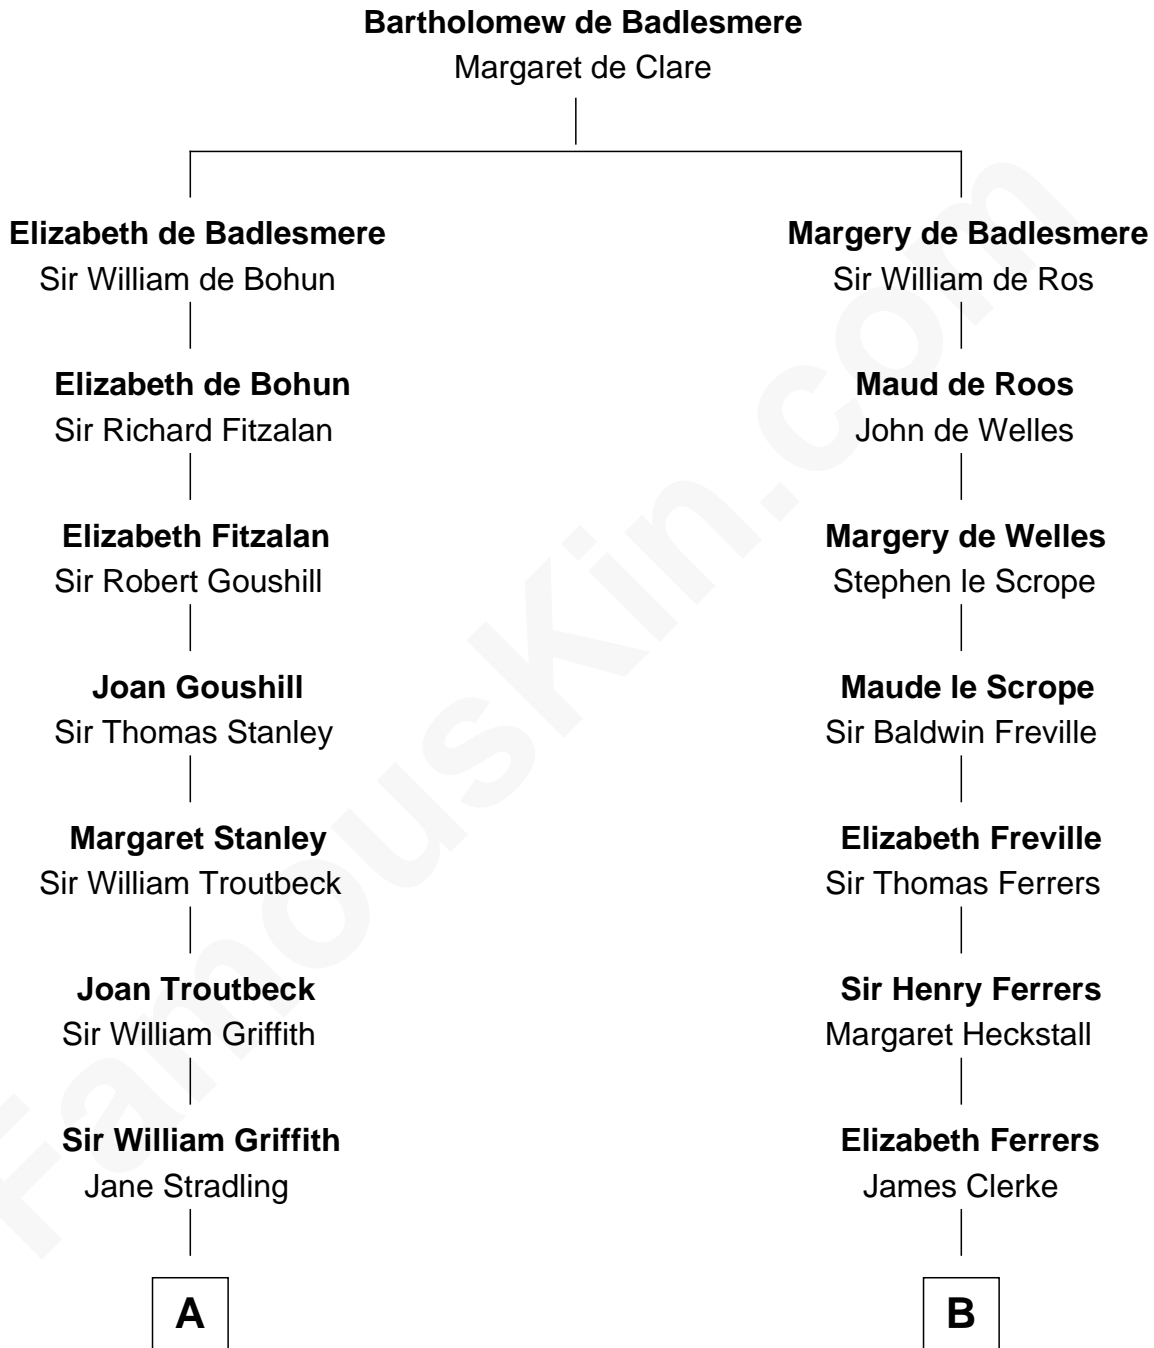 Bartholomew de Badlesmere
Margaret de Clare
Elizabeth de Badlesmere
Sir William de Bohun
Margery de Badlesmere
Sir William de Ros
Elizabeth de Bohun
Sir Richard Fitzalan
Maud de Roos
John de Welles
Elizabeth Fitzalan
Sir Robert Goushill
Margery de Welles
Stephen le Scrope
Joan Goushill
Sir Thomas Stanley
Maude le Scrope
Sir Baldwin Freville
Margaret Stanley
Sir William Troutbeck
Elizabeth Freville
Sir Thomas Ferrers
Joan Troutbeck
Sir William Griffith
Sir Henry Ferrers
Margaret Heckstall
Sir William Griffith
Jane Stradling
Elizabeth Ferrers
James Clerke
A
B
FamousKin.com